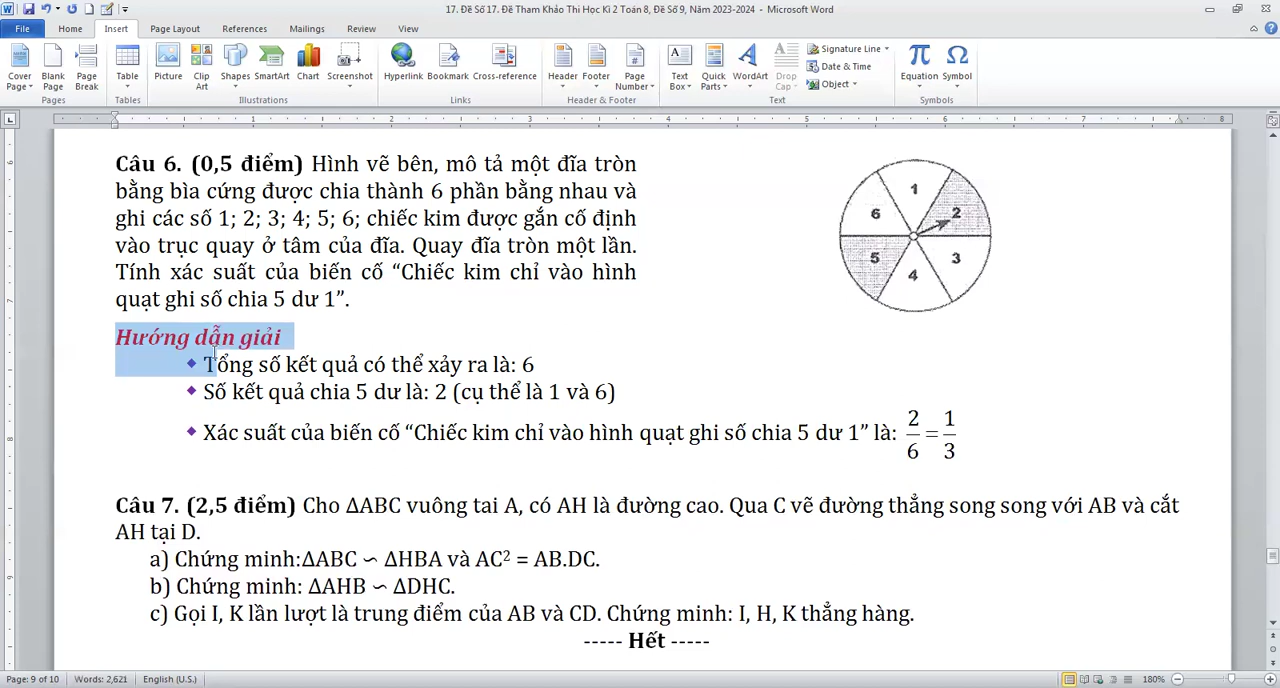 17. Đề Số 17. Đề Tham Khảo Thi Học Kì 2 Toán 8, Đề Số 9, Năm 2023-2024 - Microsoft Word
File Home Insert Page Layout References Mailings Review View
Cover Page Blank Page Page Break Table Picture Clip Art Shapes SmartArt Chart Screenshot Hyperlink Bookmark Cross-reference Header Footer Page Number Text Box Quick Parts WordArt Drop Cap Signature Line Date & Time Object Equation Symbol
Pages Tables Illustrations Links Header & Footer Text Symbols
1 2 3 4 5 6 7 8
Câu 6. (0,5 điểm) Hình vẽ bên, mô tả một đĩa tròn
bằng bìa cứng được chia thành 6 phần bằng nhau và
ghi các số 1; 2; 3; 4; 5; 6; chiếc kim được gắn cố định
vào trục quay ở tâm của đĩa. Quay đĩa tròn một lần.
Tính xác suất của biến cố “Chiếc kim chỉ vào hình
quạt ghi số chia 5 dư 1”.
1
6 2
5 3
4
Hướng dẫn giải
Tổng số kết quả có thể xảy ra là: 6
Số kết quả chia 5 dư là: 2 (cụ thể là 1 và 6)
Xác suất của biến cố “Chiếc kim chỉ vào hình quạt ghi số chia 5 dư 1” là: 2/6 = 1/3
Câu 7. (2,5 điểm) Cho ΔABC vuông tai A, có AH là đường cao. Qua C vẽ đường thẳng song song với AB và cắt
AH tại D.
a) Chứng minh:ΔABC ∽ ΔHBA và AC² = AB.DC.
b) Chứng minh: ΔAHB ∽ ΔDHC.
c) Gọi I, K lần lượt là trung điểm của AB và CD. Chứng minh: I, H, K thẳng hàng.
----- Hết -----
Page: 9 of 10 Words: 2,621 English (U.S.) 180%